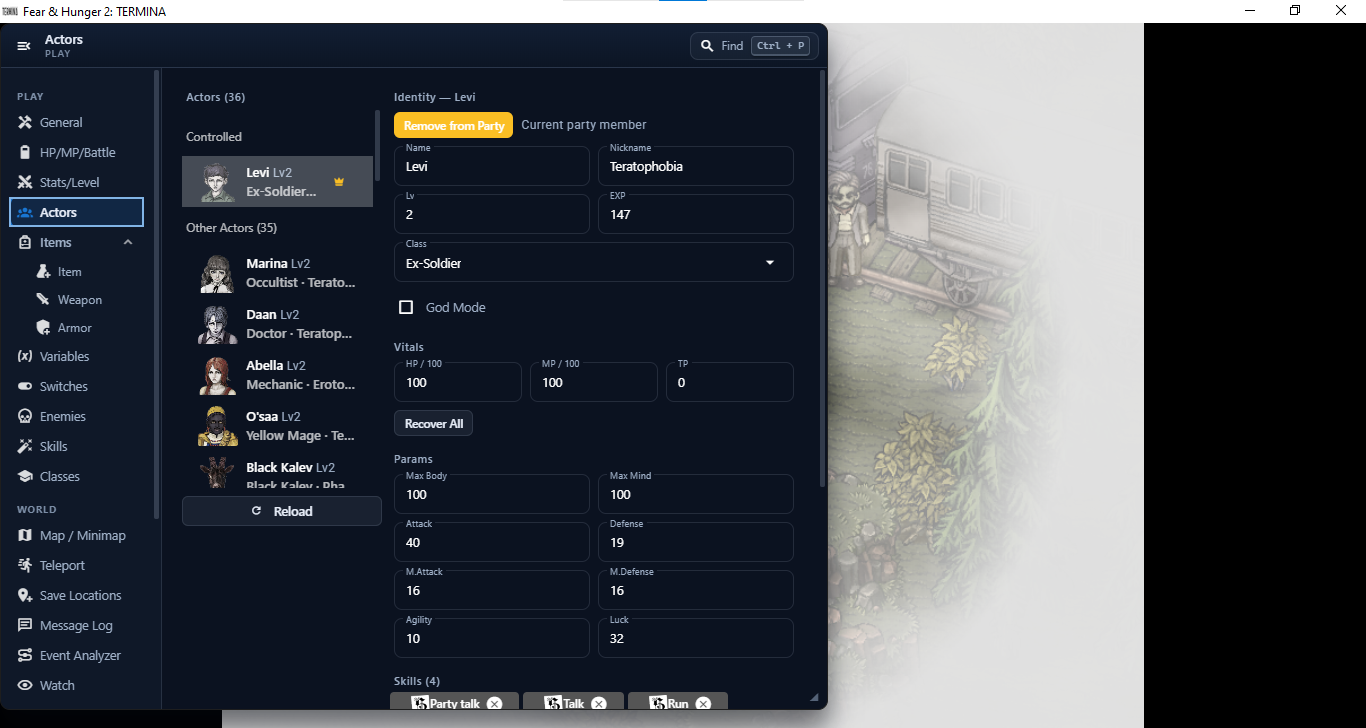 TERMINA Fear & Hunger 2: TERMINA
Actors
PLAY
Find Ctrl + P
PLAY
General
HP/MP/Battle
Stats/Level
Actors
Items
Item
Weapon
Armor
(x) Variables
Switches
Enemies
Skills
Classes
WORLD
Map / Minimap
Teleport
Save Locations
Message Log
Event Analyzer
Watch
Actors (36)
Controlled
Levi Lv2
Ex-Soldier...
Other Actors (35)
Marina Lv2
Occultist · Terato...
Daan Lv2
Doctor · Teratop...
Abella Lv2
Mechanic · Eroto...
O'saa Lv2
Yellow Mage · Te...
Black Kalev Lv2
Black Kalev · Pha...
Reload
Identity — Levi
Remove from Party Current party member
Name Nickname
Levi Teratophobia
Lv EXP
2 147
Class
Ex-Soldier
God Mode
Vitals
HP / 100 MP / 100 TP
100 100 0
Recover All
Params
Max Body Max Mind
100 100
Attack Defense
40 19
M.Attack M.Defense
16 16
Agility Luck
10 32
Skills (4)
Party talk Talk Run